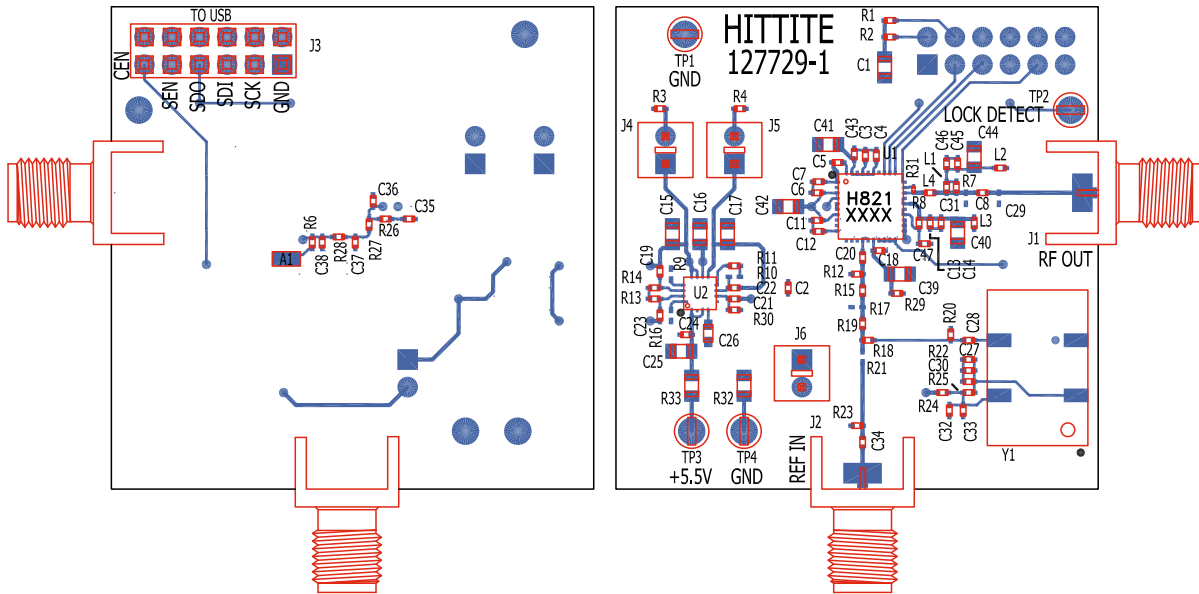 TO USB
J3
CEN
SEN
SDO
SDI
SCK
GND
C36
C35
R26
R27
R6
R28
C38
C37
A1
HITTITE
127729-1
R1
R2
C1
TP1
GND
R3
R4
J4
J5
TP2
LOCK DETECT
C41
C43
C3
C4
U1
C5
C7
C6
C42
C11
C12
H821
XXXX
R31
L1
C46
C45
C44
L2
L4
R7
R8
C31
C8
C29
L3
C40
C47
C13
C14
J1
RF OUT
C15
C16
C17
C19
R9
R11
R10
R14
R13
U2
C22
C21
R30
C2
C23
R16
C24
C25
C26
C20
C18
R12
C39
R15
R29
R17
R19
R18
R21
J6
R20
C28
R22
C27
C30
R25
R24
C32
C33
Y1
R33
R32
R23
J2
C34
TP3
+5.5V
TP4
GND
REF IN